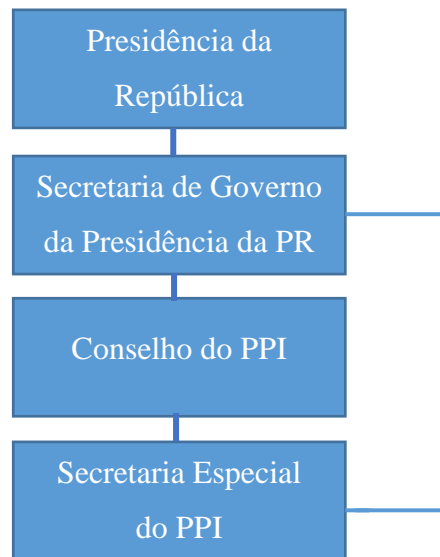 Presidência da
República
Secretaria de Governo
da Presidência da PR
Conselho do PPI
Secretaria Especial
do PPI